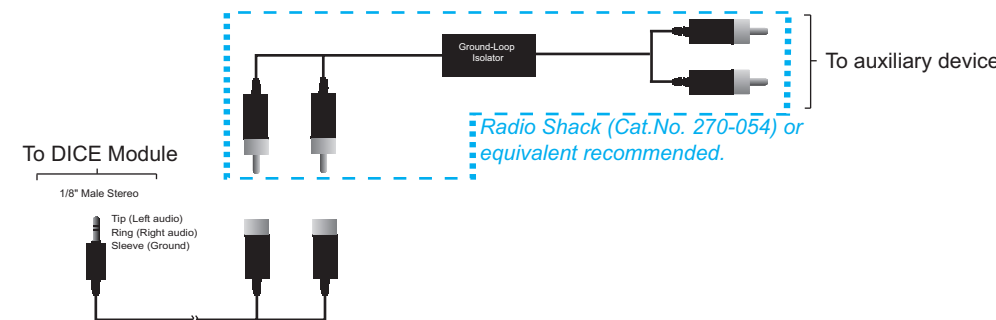 Ground-Loop
Isolator
To auxiliary device
Radio Shack (Cat.No. 270-054) or
equivalent recommended.
To DICE Module
1/8" Male Stereo
Tip (Left audio)
Ring (Right audio)
Sleeve (Ground)